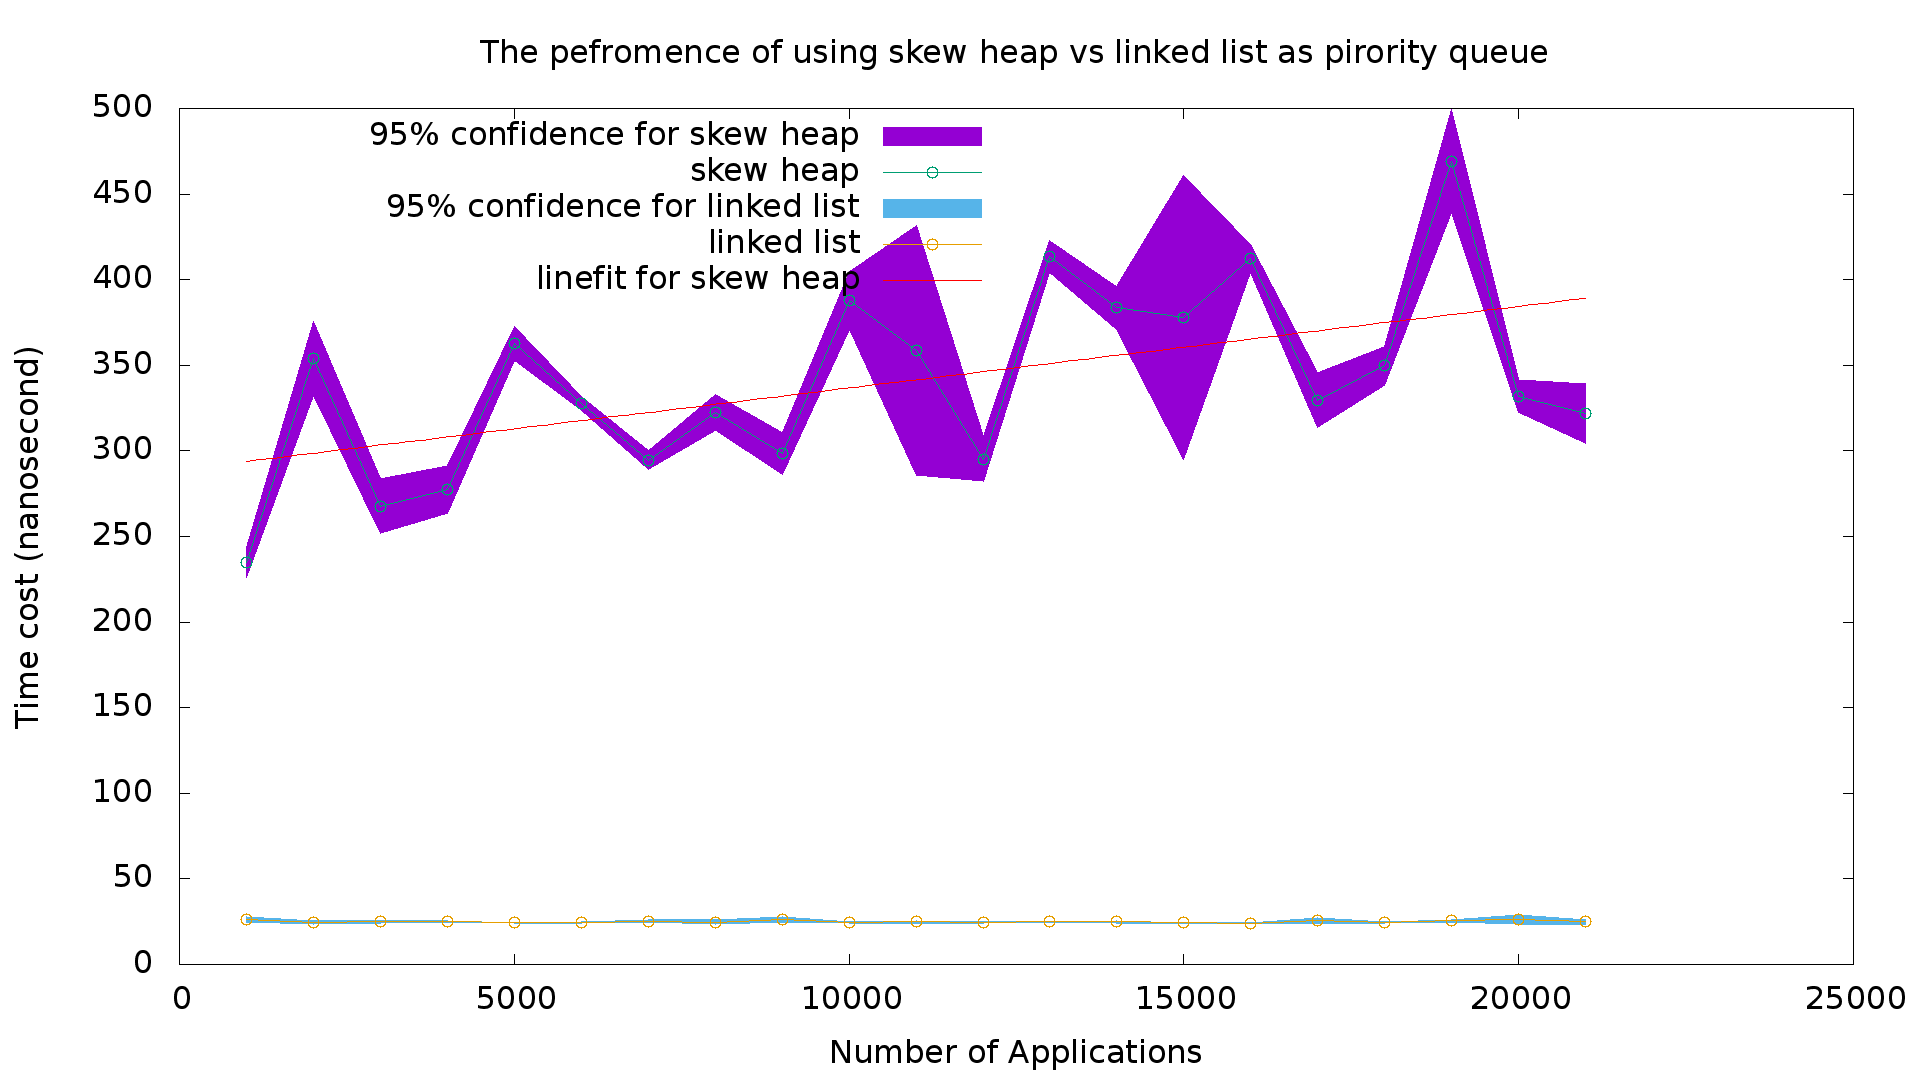 The pefromence of using skew heap vs linked list as pirority queue
500
450
400
350
300
250
200
150
100
50
0
95% confidence for skew heap
skew heap
95% confidence for linked list
linked list
linefit for skew heap
Time cost (nanosecond)
0 5000 10000 15000 20000 25000
Number of Applications